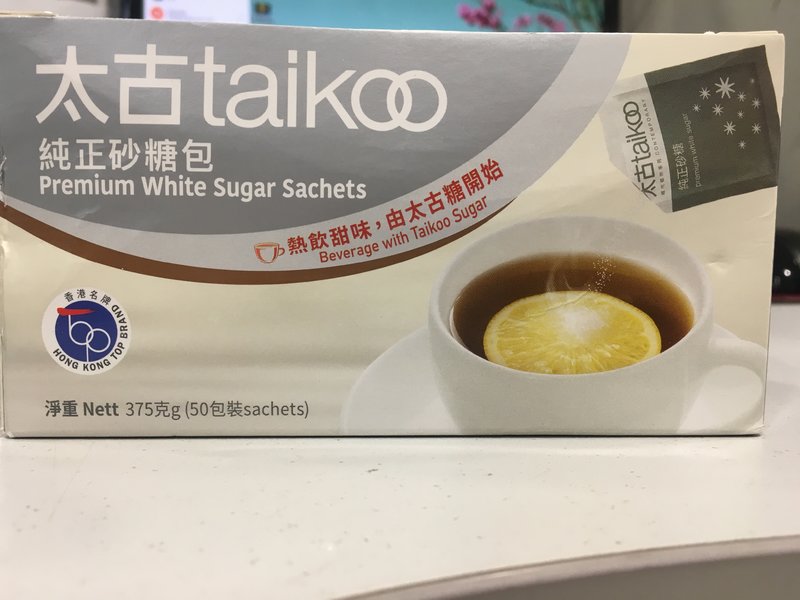 太古taikoo
純正砂糖包
Premium White Sugar Sachets
熱飲甜味，由太古糖開始
Beverage with Taikoo Sugar
太古taikoo
CONTEMPORARY
純正砂糖
premium white sugar
香港名牌
HONG KONG TOP BRAND
淨重 Nett 375克g (50包裝sachets)